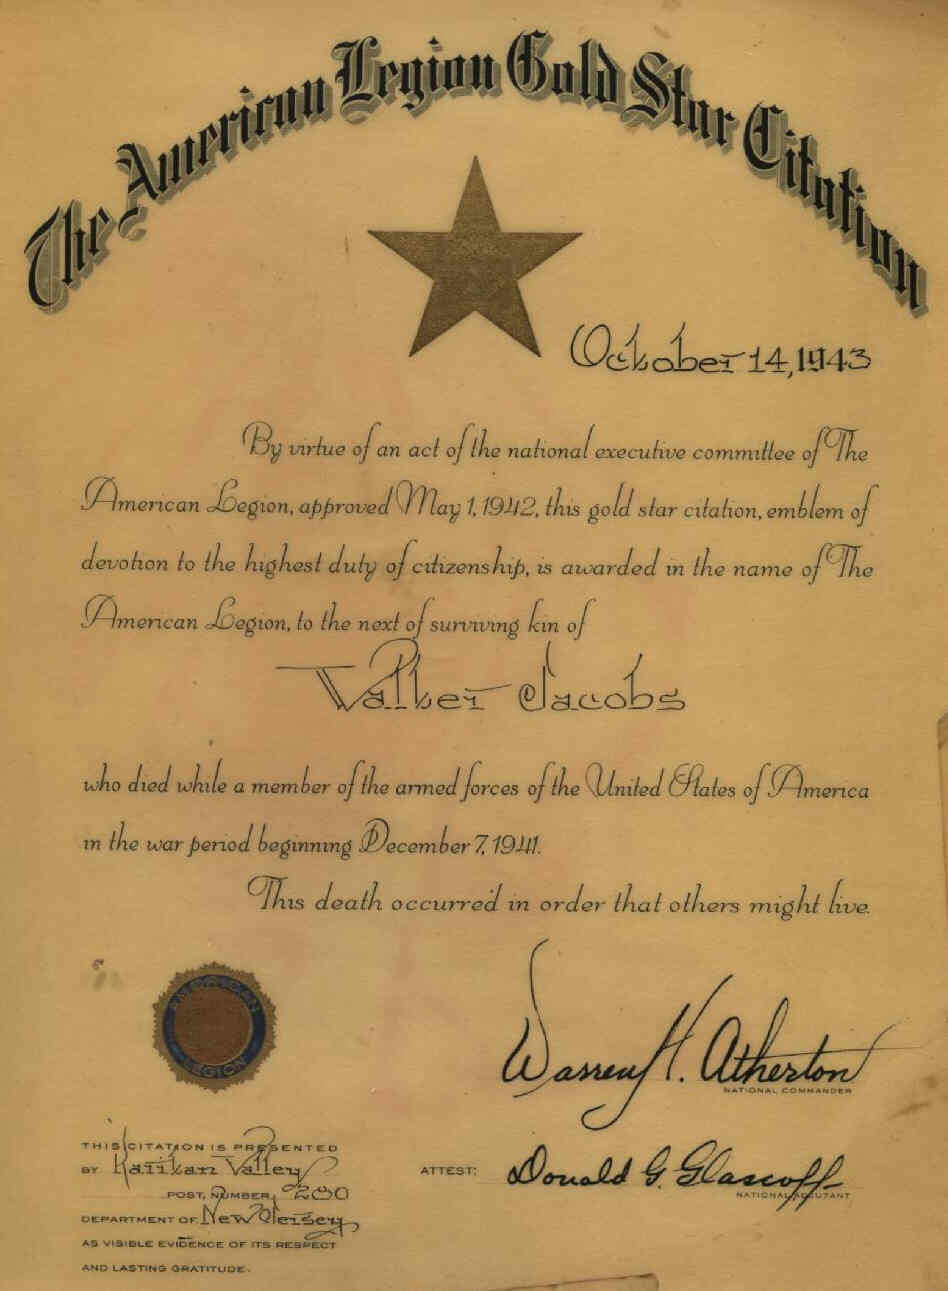 The American Legion Gold Star Citation
October 14, 1943
By virtue of an act of the national executive committee of The
American Legion, approved May 1, 1942, this gold star citation, emblem of
devotion to the highest duty of citizenship, is awarded in the name of The
American Legion, to the next of surviving kin of
Walter Jacobs
who died while a member of the armed forces of the United States of America
in the war period beginning December 7, 1941.
This death occurred in order that others might live.
AMERICAN
LEGION
Warren H. Atherton
NATIONAL COMMANDER
THIS CITATION IS PRESENTED
BY Raritan Valley
POST, NUMBER, 280
DEPARTMENT OF New Jersey
AS VISIBLE EVIDENCE OF ITS RESPECT
AND LASTING GRATITUDE.
ATTEST: Donald G. Glascoff
NATIONAL ADJUTANT